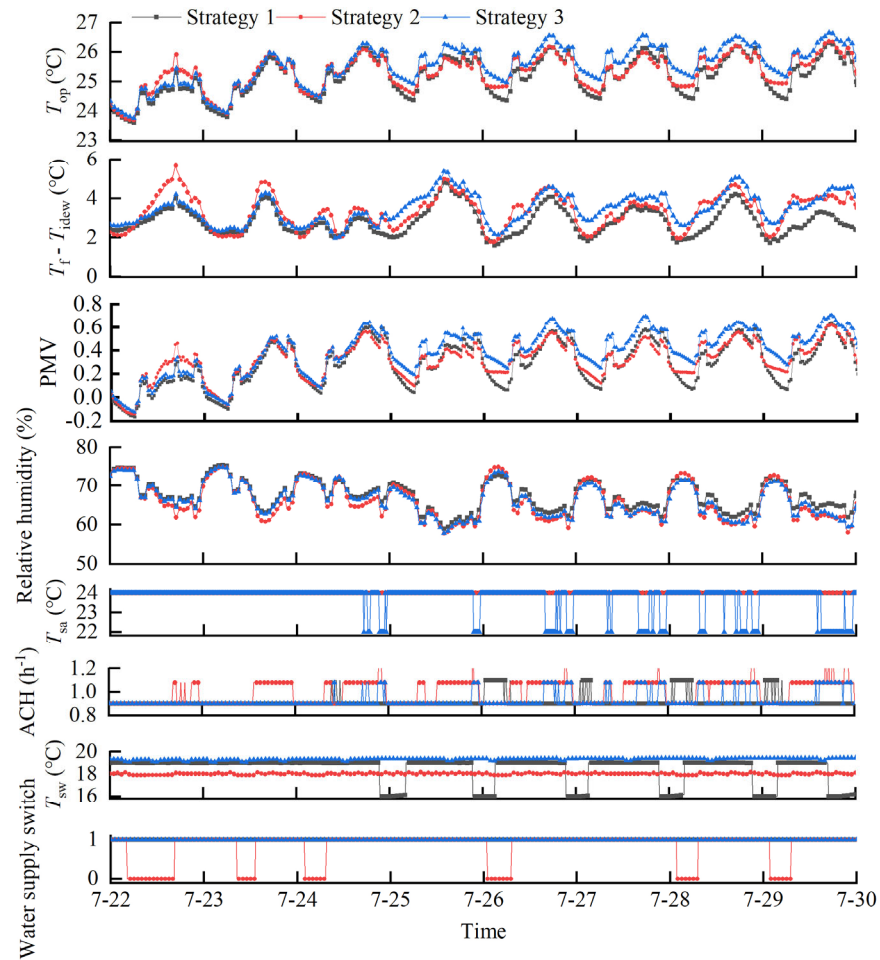 Strategy 1 Strategy 2 Strategy 3
27
26
25
24
23
T_op (°C)
6
4
2
0
T_f - T_idew (°C)
0.8
0.6
0.4
0.2
0.0
-0.2
PMV
80
70
60
50
Relative humidity (%)
24
23
22
T_sa (°C)
1.2
1.0
0.8
ACH (h⁻¹)
20
18
16
T_sw (°C)
1
0
Water supply switch
7-22 7-23 7-24 7-25 7-26 7-27 7-28 7-29 7-30
Time